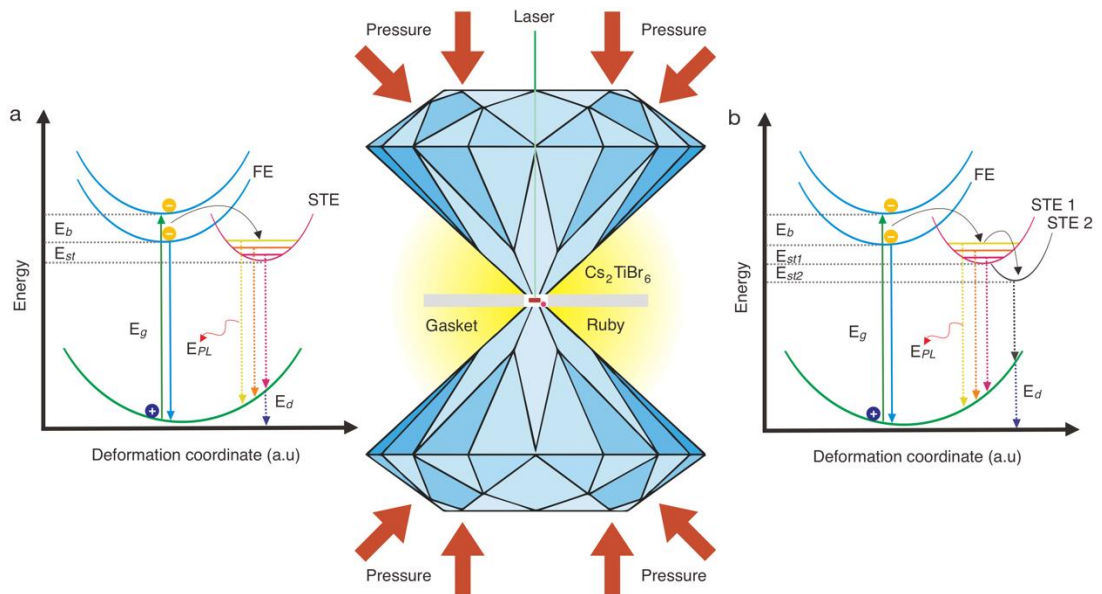 Laser
Pressure
Pressure
a
FE
STE
E_b
E_st
E_g
E_PL
E_d
Energy
Deformation coordinate (a.u)
Cs₂TiBr₆
Gasket
Ruby
Pressure
Pressure
b
FE
STE 1
STE 2
E_b
E_st1
E_st2
E_g
E_PL
E_d
Energy
Deformation coordinate (a.u)